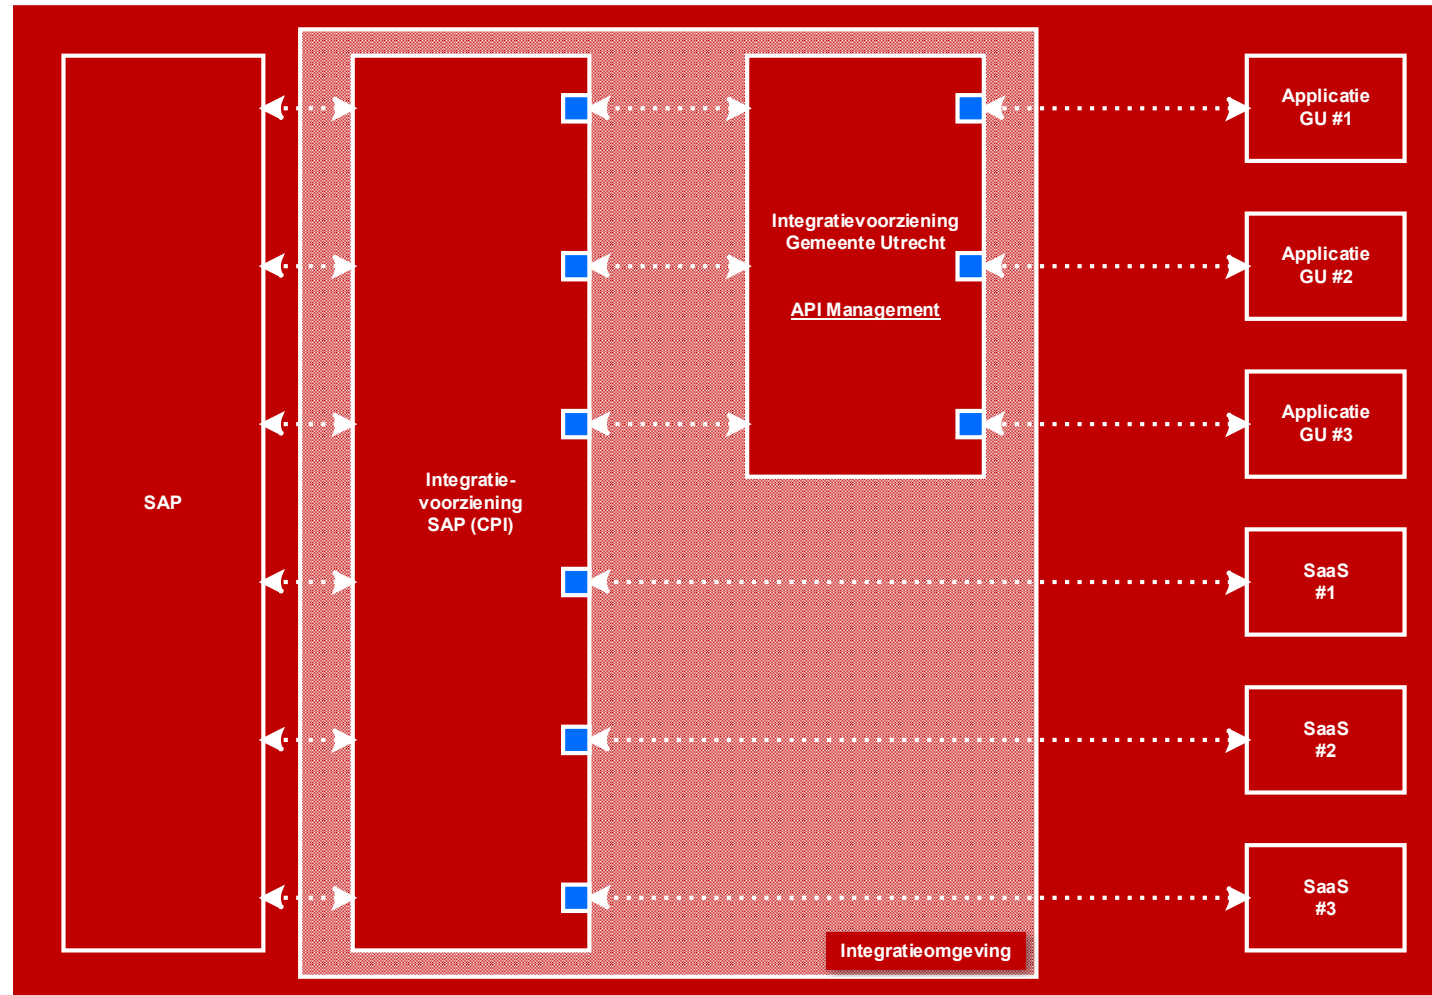 SAP
Integratie-
voorziening
SAP (CPI)
Integratievoorziening
Gemeente Utrecht
API Management
Applicatie
GU #1
Applicatie
GU #2
Applicatie
GU #3
SaaS
#1
SaaS
#2
SaaS
#3
Integratieomgeving